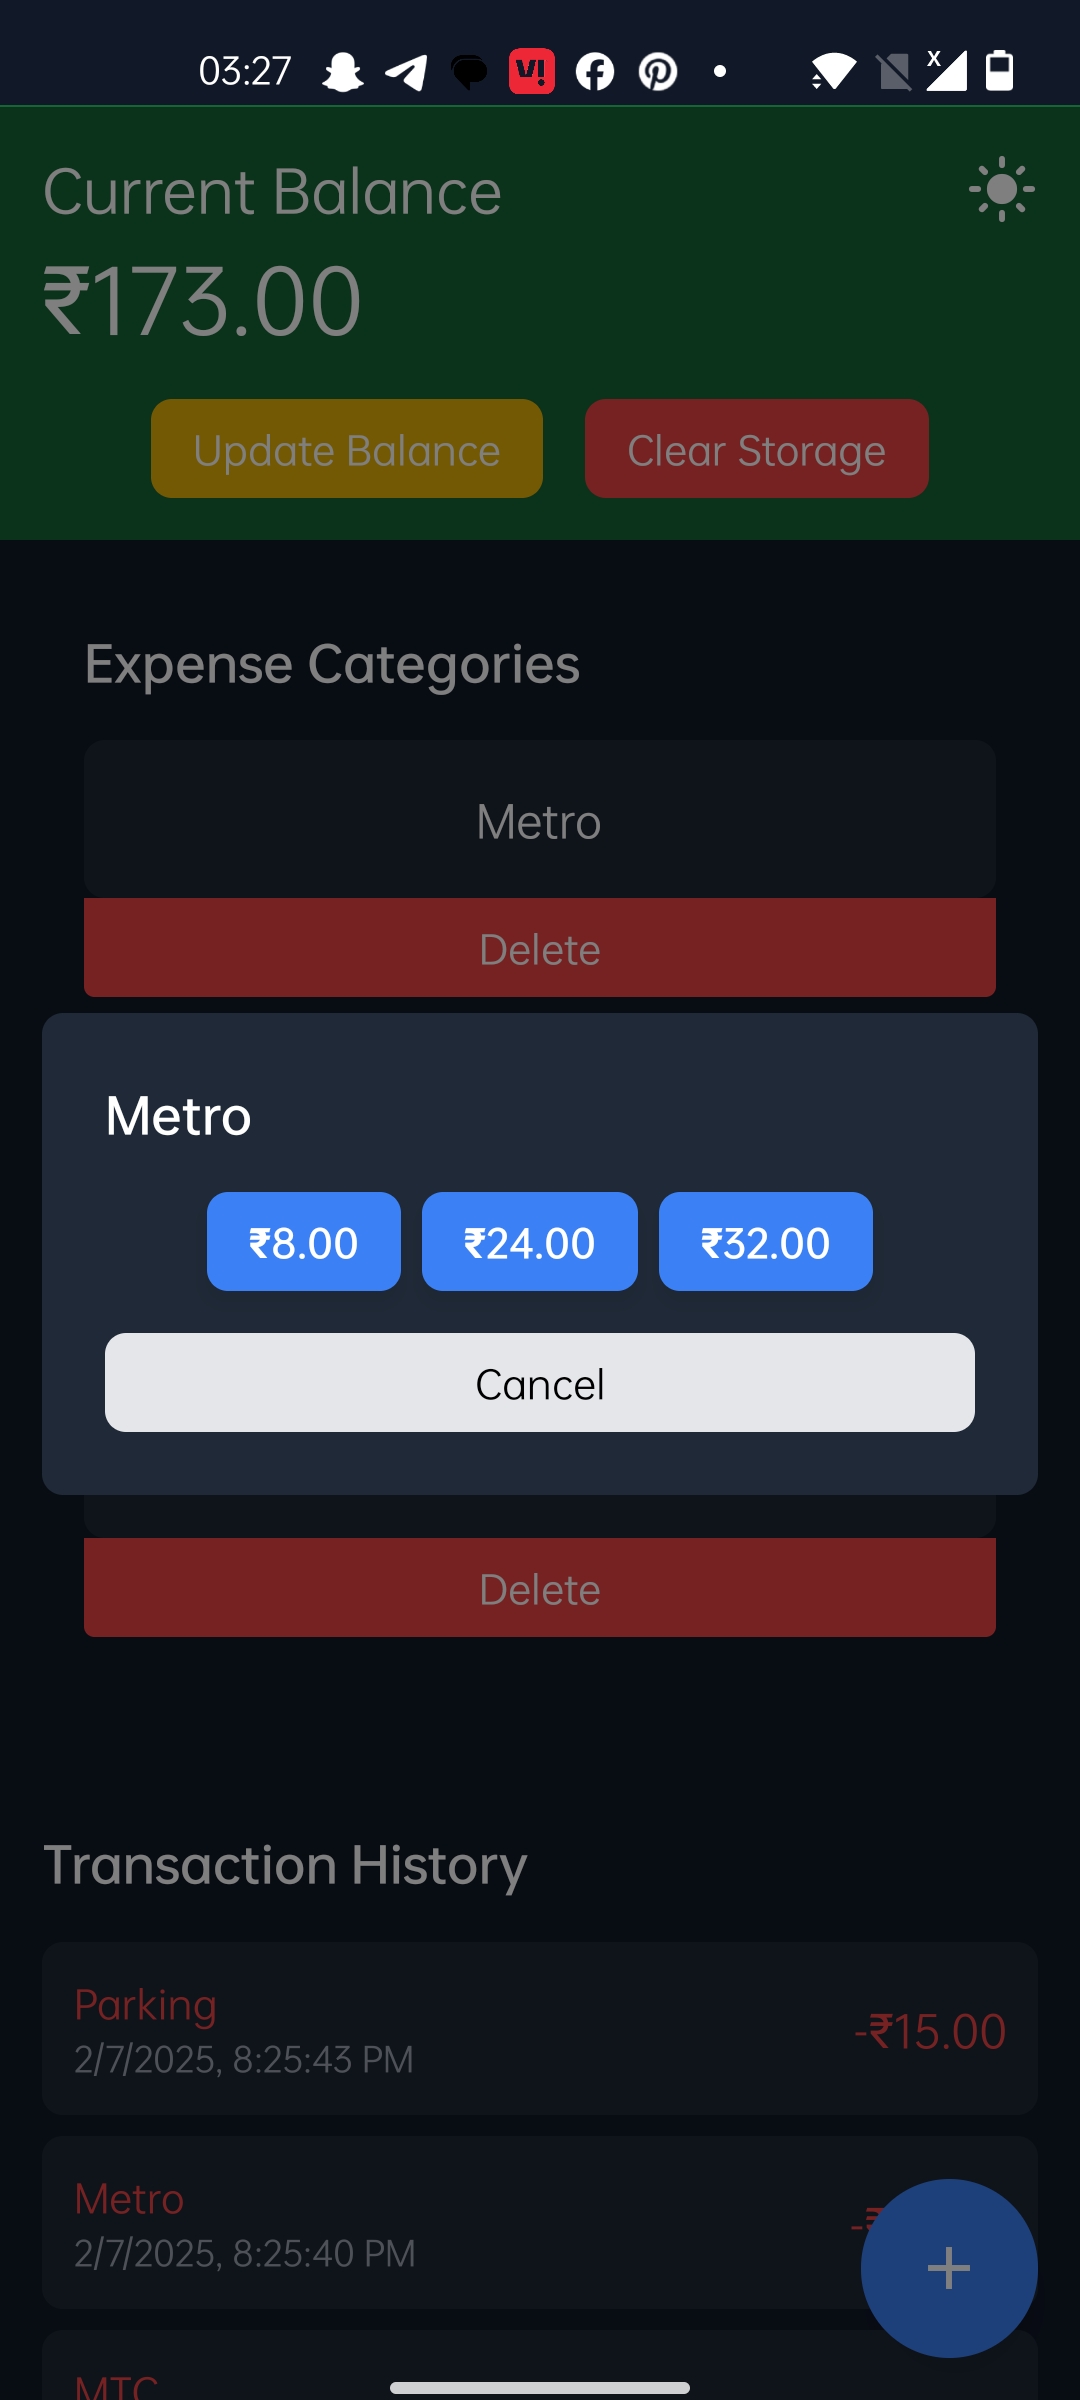 03:27
Current Balance
₹173.00
Update Balance
Clear Storage
Expense Categories
Metro
Delete
Metro
₹8.00
₹24.00
₹32.00
Cancel
Delete
Transaction History
Parking
2/7/2025, 8:25:43 PM
-₹15.00
Metro
2/7/2025, 8:25:40 PM
MTC